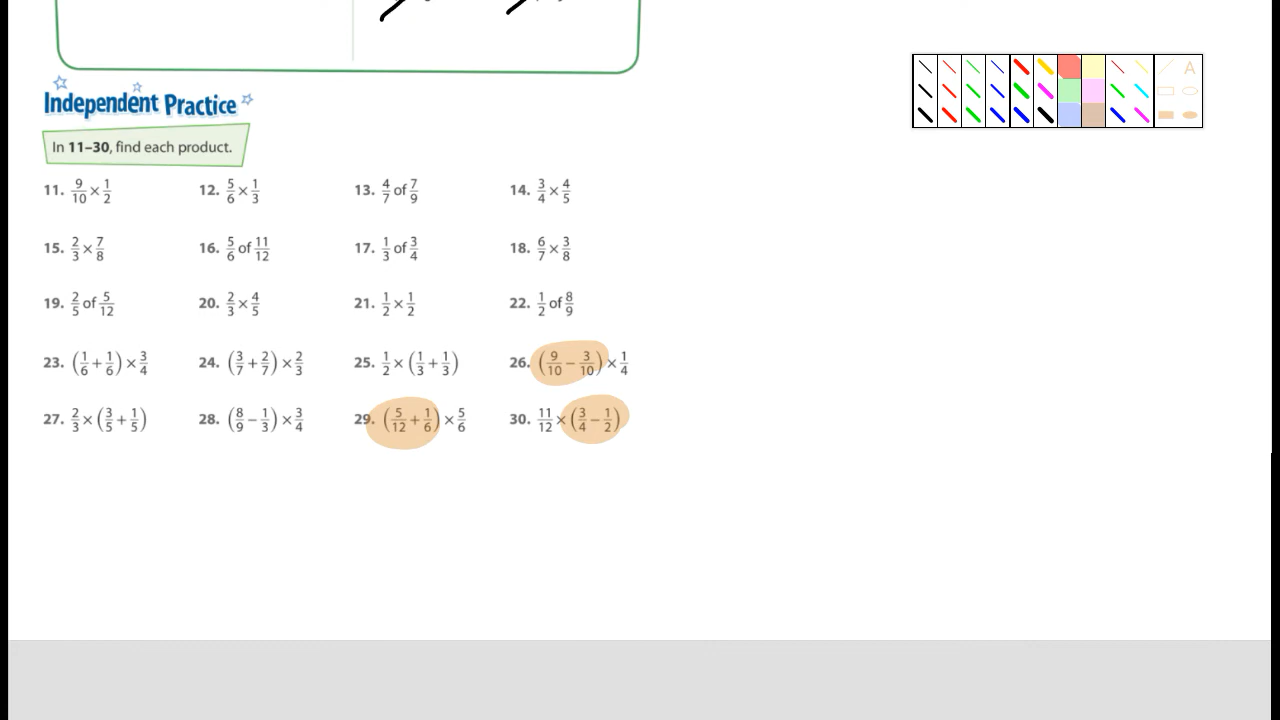 Independent Practice
In 11–30, find each product.
11. 9/10 × 1/2 12. 5/6 × 1/3 13. 4/7 of 7/9 14. 3/4 × 4/5
15. 2/3 × 7/8 16. 5/6 of 11/12 17. 1/3 of 3/4 18. 6/7 × 3/8
19. 2/5 of 5/12 20. 2/3 × 4/5 21. 1/2 × 1/2 22. 1/2 of 8/9
23. (1/6 + 1/6) × 3/4 24. (3/7 + 2/7) × 2/3 25. 1/2 × (1/3 + 1/3) 26. (9/10 − 3/10) × 1/4
27. 2/3 × (3/5 + 1/5) 28. (8/9 − 1/3) × 3/4 29. (5/12 + 1/6) × 5/6 30. 11/12 × (3/4 − 1/2)
A